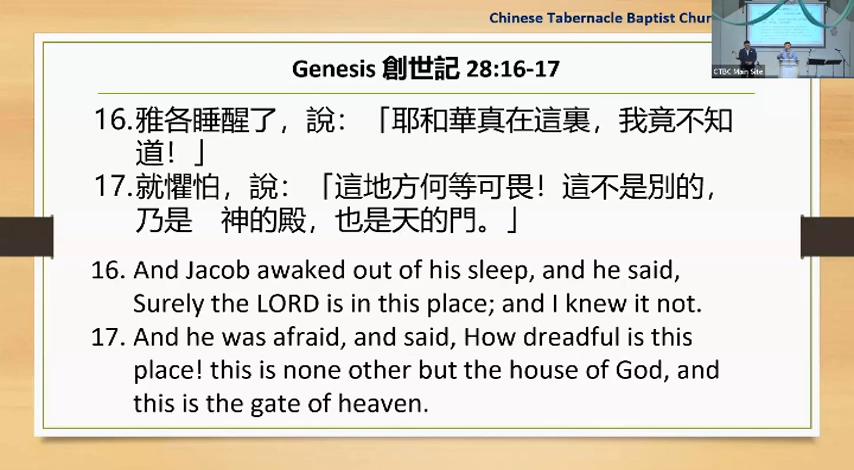 Chinese Tabernacle Baptist Chur
CTBC Main Site
Genesis 創世記 28:16-17
16.雅各睡醒了，說：「耶和華真在這裏，我竟不知
道！」
17.就懼怕，說：「這地方何等可畏！這不是別的，
乃是　神的殿，也是天的門。」
16. And Jacob awaked out of his sleep, and he said,
Surely the LORD is in this place; and I knew it not.
17. And he was afraid, and said, How dreadful is this
place! this is none other but the house of God, and
this is the gate of heaven.